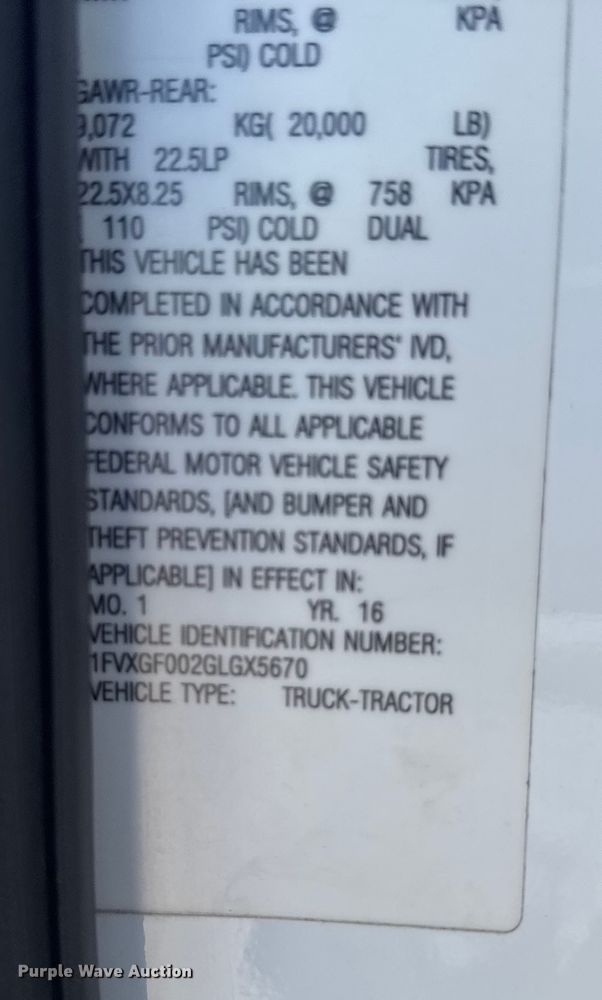 RIMS, @ KPA
PSI) COLD
GAWR-REAR:
9,072 KG( 20,000 LB)
WITH 22.5LP TIRES,
22.5X8.25 RIMS, @ 758 KPA
( 110 PSI) COLD DUAL
THIS VEHICLE HAS BEEN
COMPLETED IN ACCORDANCE WITH
THE PRIOR MANUFACTURERS' IVD,
WHERE APPLICABLE. THIS VEHICLE
CONFORMS TO ALL APPLICABLE
FEDERAL MOTOR VEHICLE SAFETY
STANDARDS, [AND BUMPER AND
THEFT PREVENTION STANDARDS, IF
APPLICABLE] IN EFFECT IN:
MO. 1 YR. 16
VEHICLE IDENTIFICATION NUMBER:
1FVXGF002GLGX5670
VEHICLE TYPE: TRUCK-TRACTOR
Purple Wave Auction